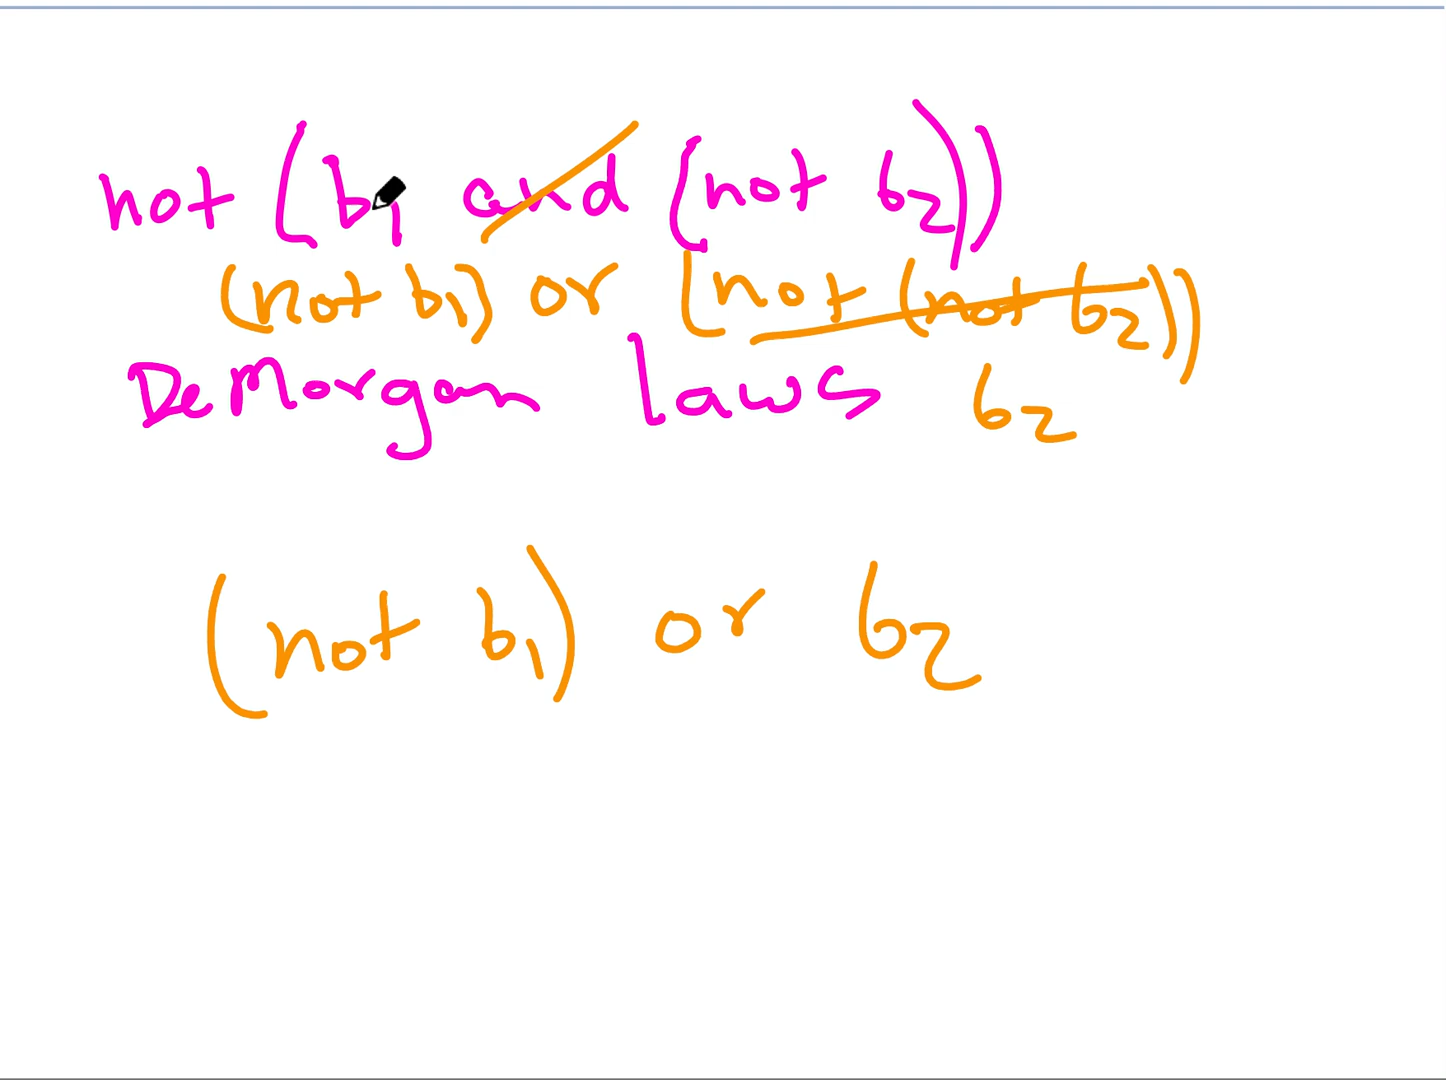 not (b1 and (not b2))
(not b1) or (not (not b2))
DeMorgan laws b2
(not b1) or b2